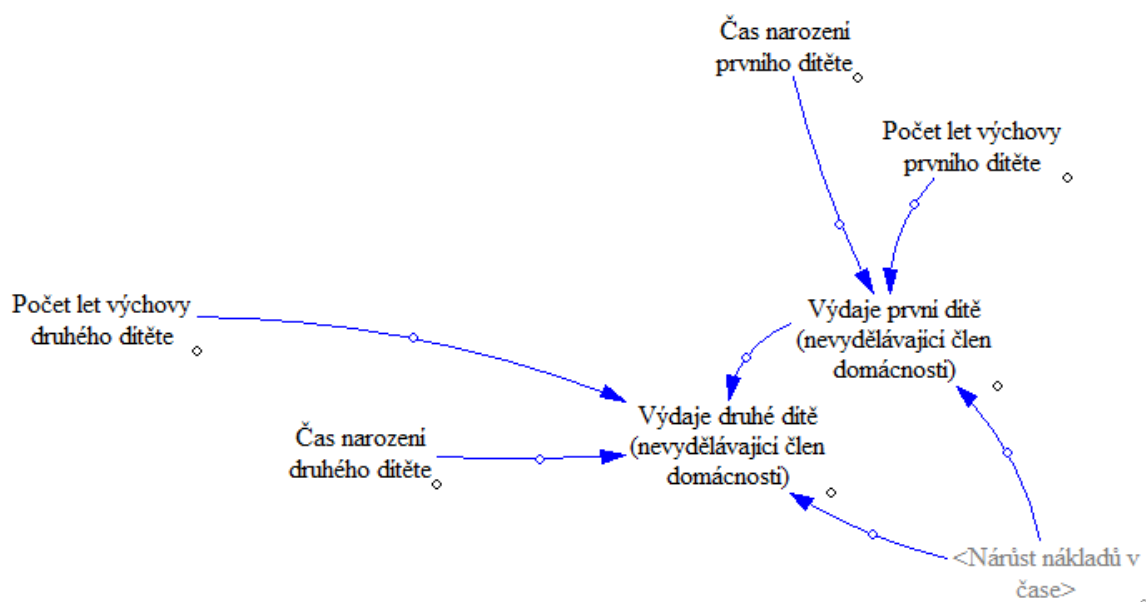 Čas narození
prvního dítěte
Počet let výchovy
prvního dítěte
Počet let výchovy
druhého dítěte
Výdaje první dítě
(nevydělávající člen
domácnosti)
Výdaje druhé dítě
(nevydělávající člen
domácnosti)
Čas narození
druhého dítěte
<Nárůst nákladů v
čase>